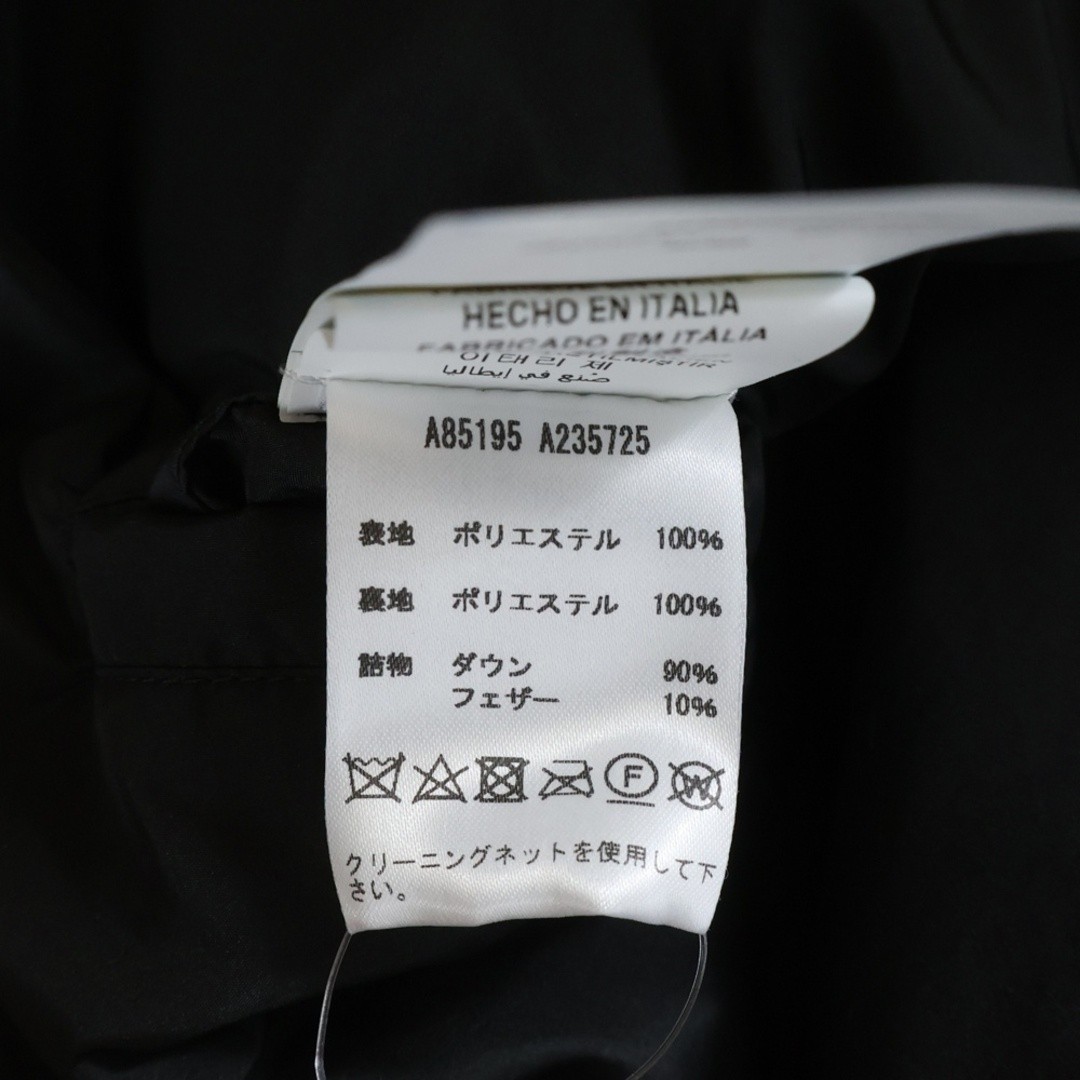 HECHO EN ITALIA
FABRICADO EM ITÁLIA
이태리 제
صنع في إيطاليا
A85195 A235725
表地 ポリエステル 100%
裏地 ポリエステル 100%
詰物 ダウン 90%
フェザー 10%
F W
クリーニングネットを使用して下
さい。